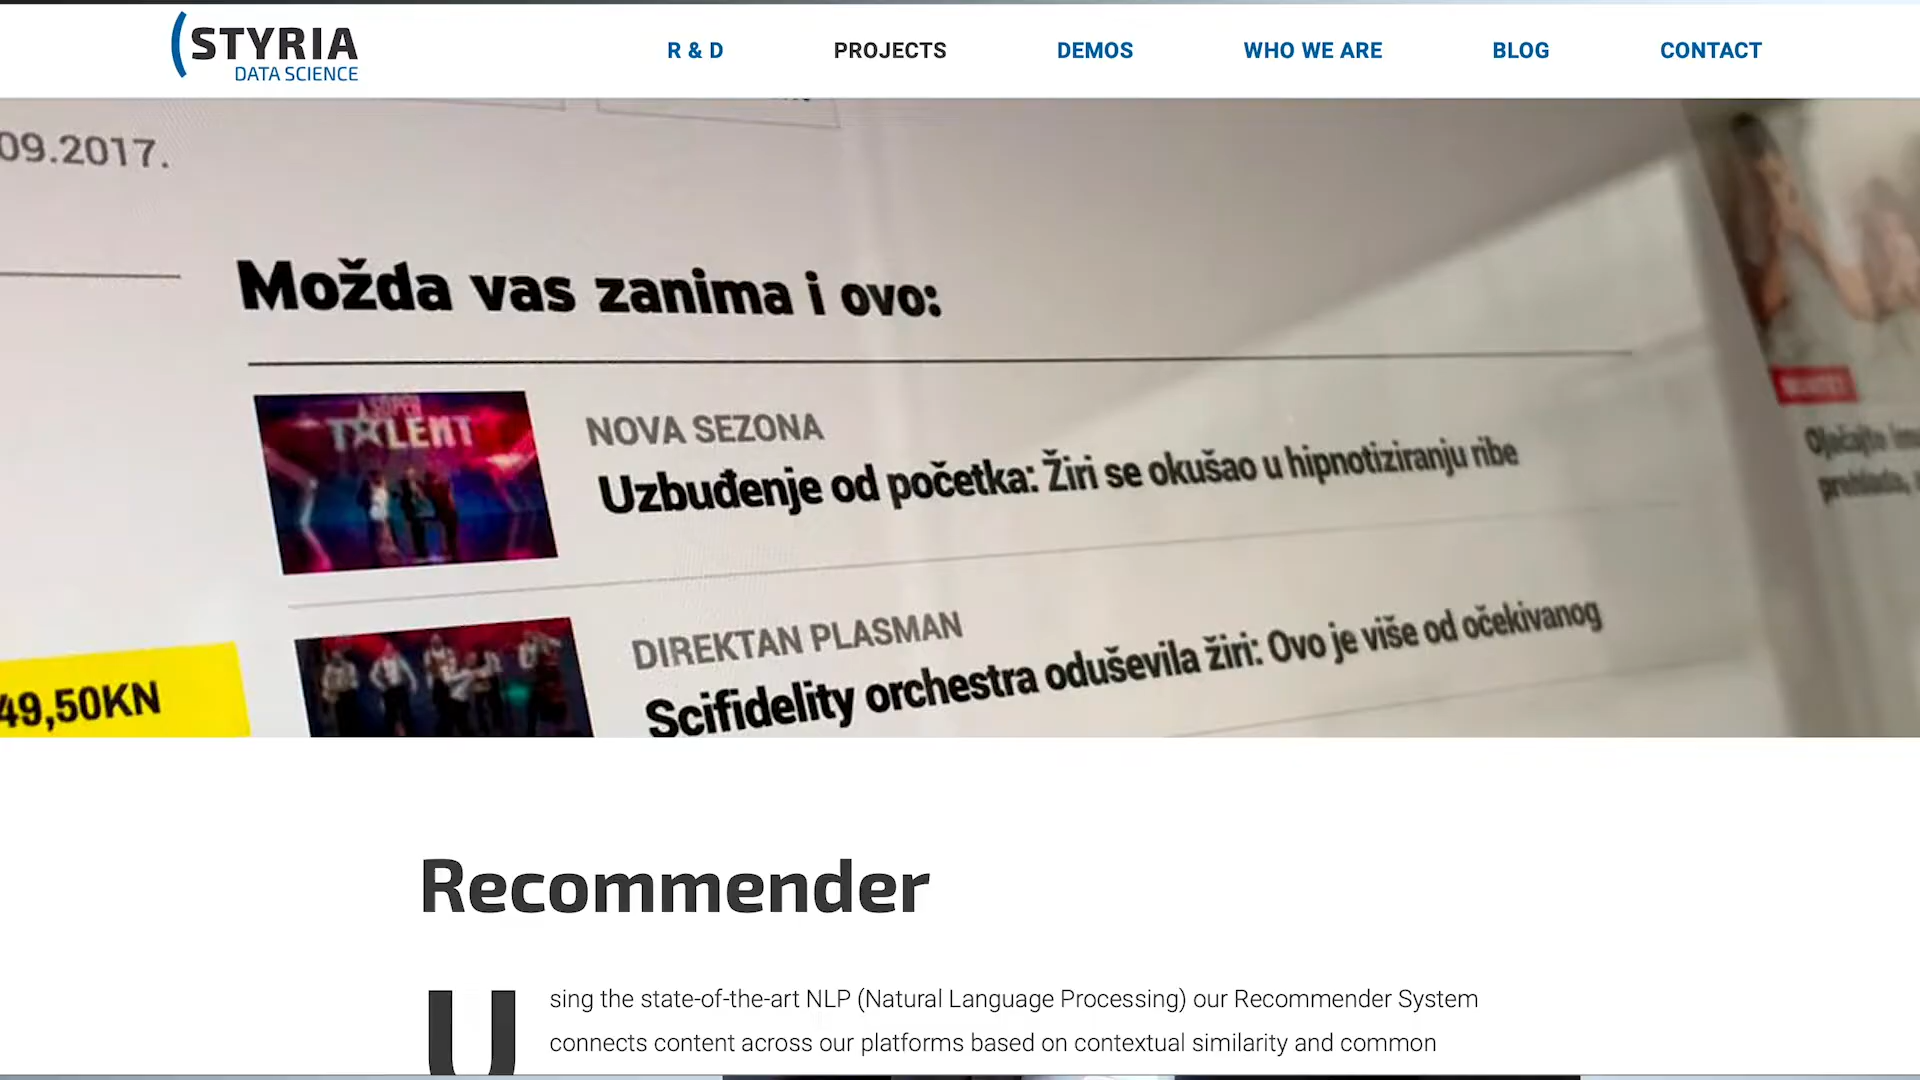 STYRIA
DATA SCIENCE
R & D
PROJECTS
DEMOS
WHO WE ARE
BLOG
CONTACT
09.2017.
Možda vas zanima i ovo:
TALENT
NOVA SEZONA
Uzbuđenje od početka: Žiri se okušao u hipnotiziranju ribe
DIREKTAN PLASMAN
Scifidelity orchestra oduševila žiri: Ovo je više od očekivanog
49,50KN
Recommender
Using the state-of-the-art NLP (Natural Language Processing) our Recommender System
connects content across our platforms based on contextual similarity and common